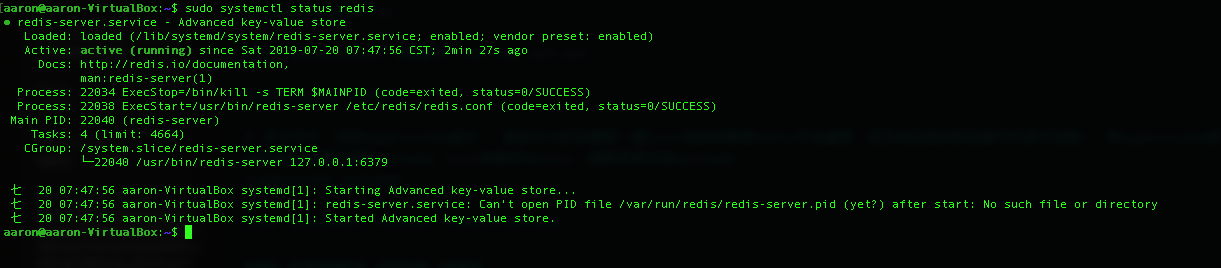 [aaron@aaron-VirtualBox:~$ sudo systemctl status redis
● redis-server.service - Advanced key-value store
Loaded: loaded (/lib/systemd/system/redis-server.service; enabled; vendor preset: enabled)
Active: active (running) since Sat 2019-07-20 07:47:56 CST; 2min 27s ago
Docs: http://redis.io/documentation,
man:redis-server(1)
Process: 22034 ExecStop=/bin/kill -s TERM $MAINPID (code=exited, status=0/SUCCESS)
Process: 22038 ExecStart=/usr/bin/redis-server /etc/redis/redis.conf (code=exited, status=0/SUCCESS)
Main PID: 22040 (redis-server)
Tasks: 4 (limit: 4664)
CGroup: /system.slice/redis-server.service
└─22040 /usr/bin/redis-server 127.0.0.1:6379
七 20 07:47:56 aaron-VirtualBox systemd[1]: Starting Advanced key-value store...
七 20 07:47:56 aaron-VirtualBox systemd[1]: redis-server.service: Can't open PID file /var/run/redis/redis-server.pid (yet?) after start: No such file or directory
七 20 07:47:56 aaron-VirtualBox systemd[1]: Started Advanced key-value store.
aaron@aaron-VirtualBox:~$